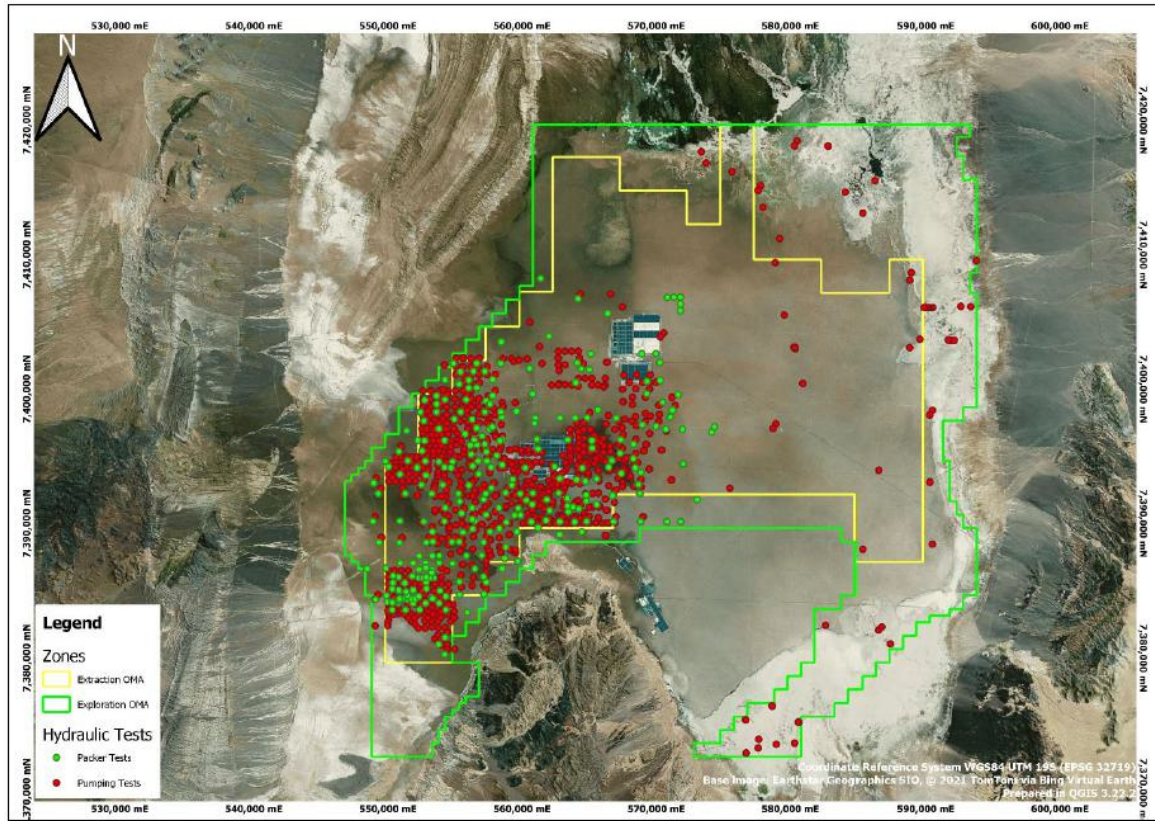 530,000 mE 540,000 mE 550,000 mE 560,000 mE 570,000 mE 580,000 mE 590,000 mE 600,000 mE
N
7,420,000 mN
7,410,000 mN
7,400,000 mN
7,390,000 mN
7,380,000 mN
7,370,000 mN
7,420,000 mN
7,410,000 mN
7,400,000 mN
7,390,000 mN
7,380,000 mN
7,370,000 mN
Legend
Zones
Extraction OMA
Exploration OMA
Hydraulic Tests
Packer Tests
Pumping Tests
Coordinate Reference System WGS84 UTM 19S (EPSG 32719)
Base Image: Earthstar Geographics SIO, © 2021 TomTom via Bing Virtual Earth
Prepared in QGIS 3.22.2
530,000 mE 540,000 mE 550,000 mE 560,000 mE 570,000 mE 580,000 mE 590,000 mE 600,000 mE